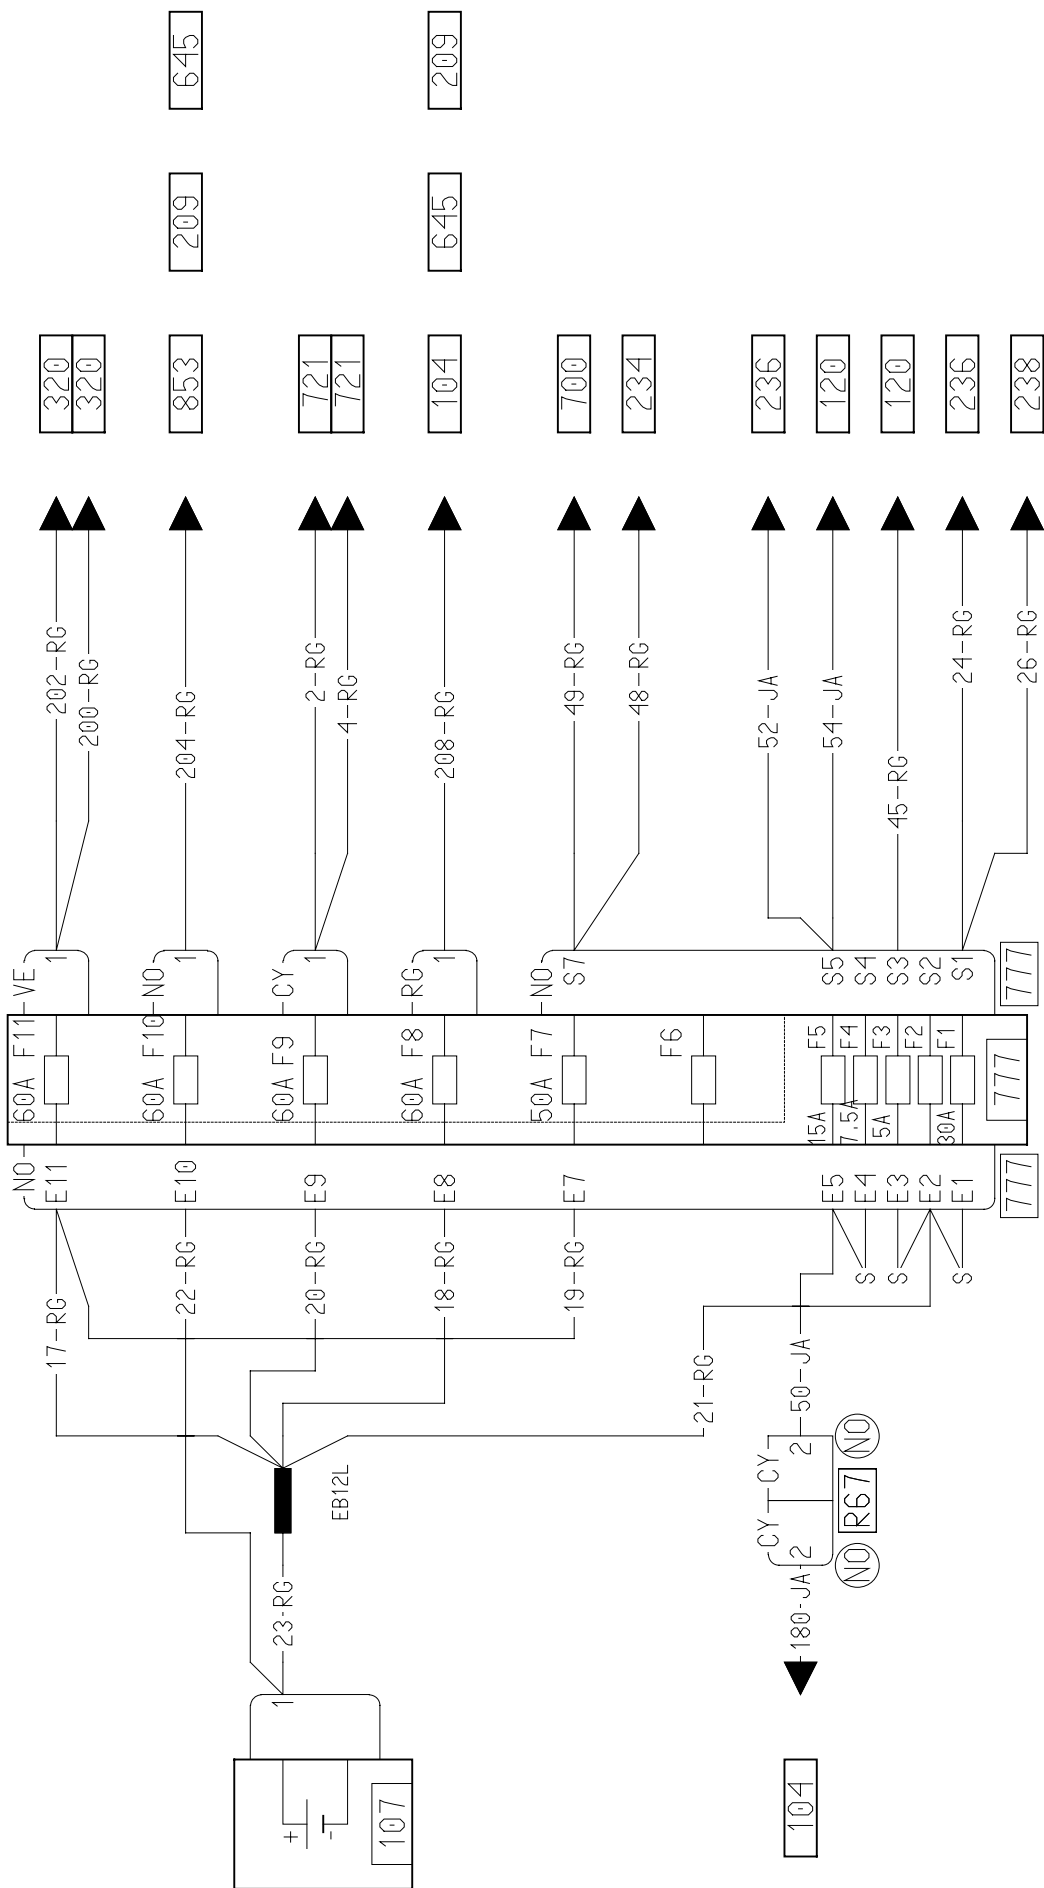 645
209
209
645
320
320
853
721
721
104
700
234
236
120
120
236
238
202-RG
200-RG
204-RG
2-RG
4-RG
208-RG
49-RG
48-RG
52-JA
54-JA
45-RG
24-RG
26-RG
VE
NO
CY
RG
NO
1
1
1
1
S7
S5
S4
S3
S2
S1
777
60A F11
60A F10
60A F9
60A F8
50A F7
F6
15A F5
7.5A F4
5A F3
F2
30A F1
777
NO
E11
E10
E9
E8
E7
E5
E4
E3
E2
E1
777
17-RG
22-RG
20-RG
18-RG
19-RG
21-RG
50-JA
S
S
S
EB12L
CY
CY
2
2
NO
R67
NO
23-RG
180-JA
1
+
-
107
104